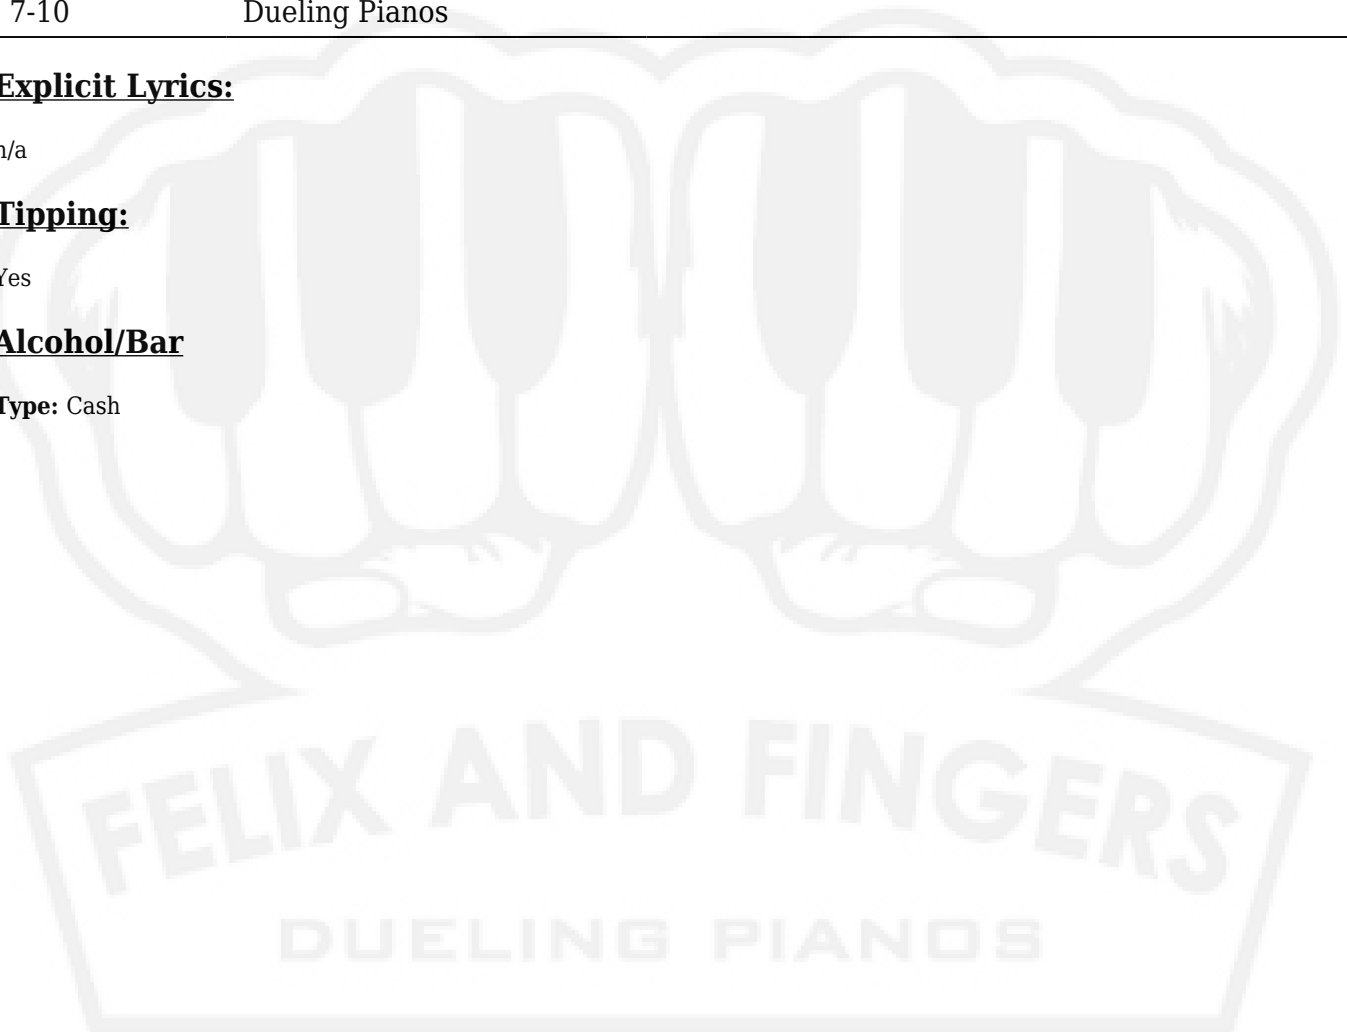 7-10 Dueling Pianos
Explicit Lyrics:
n/a
Tipping:
Yes
Alcohol/Bar
Type: Cash
FELIX AND FINGERS
DUELING PIANOS